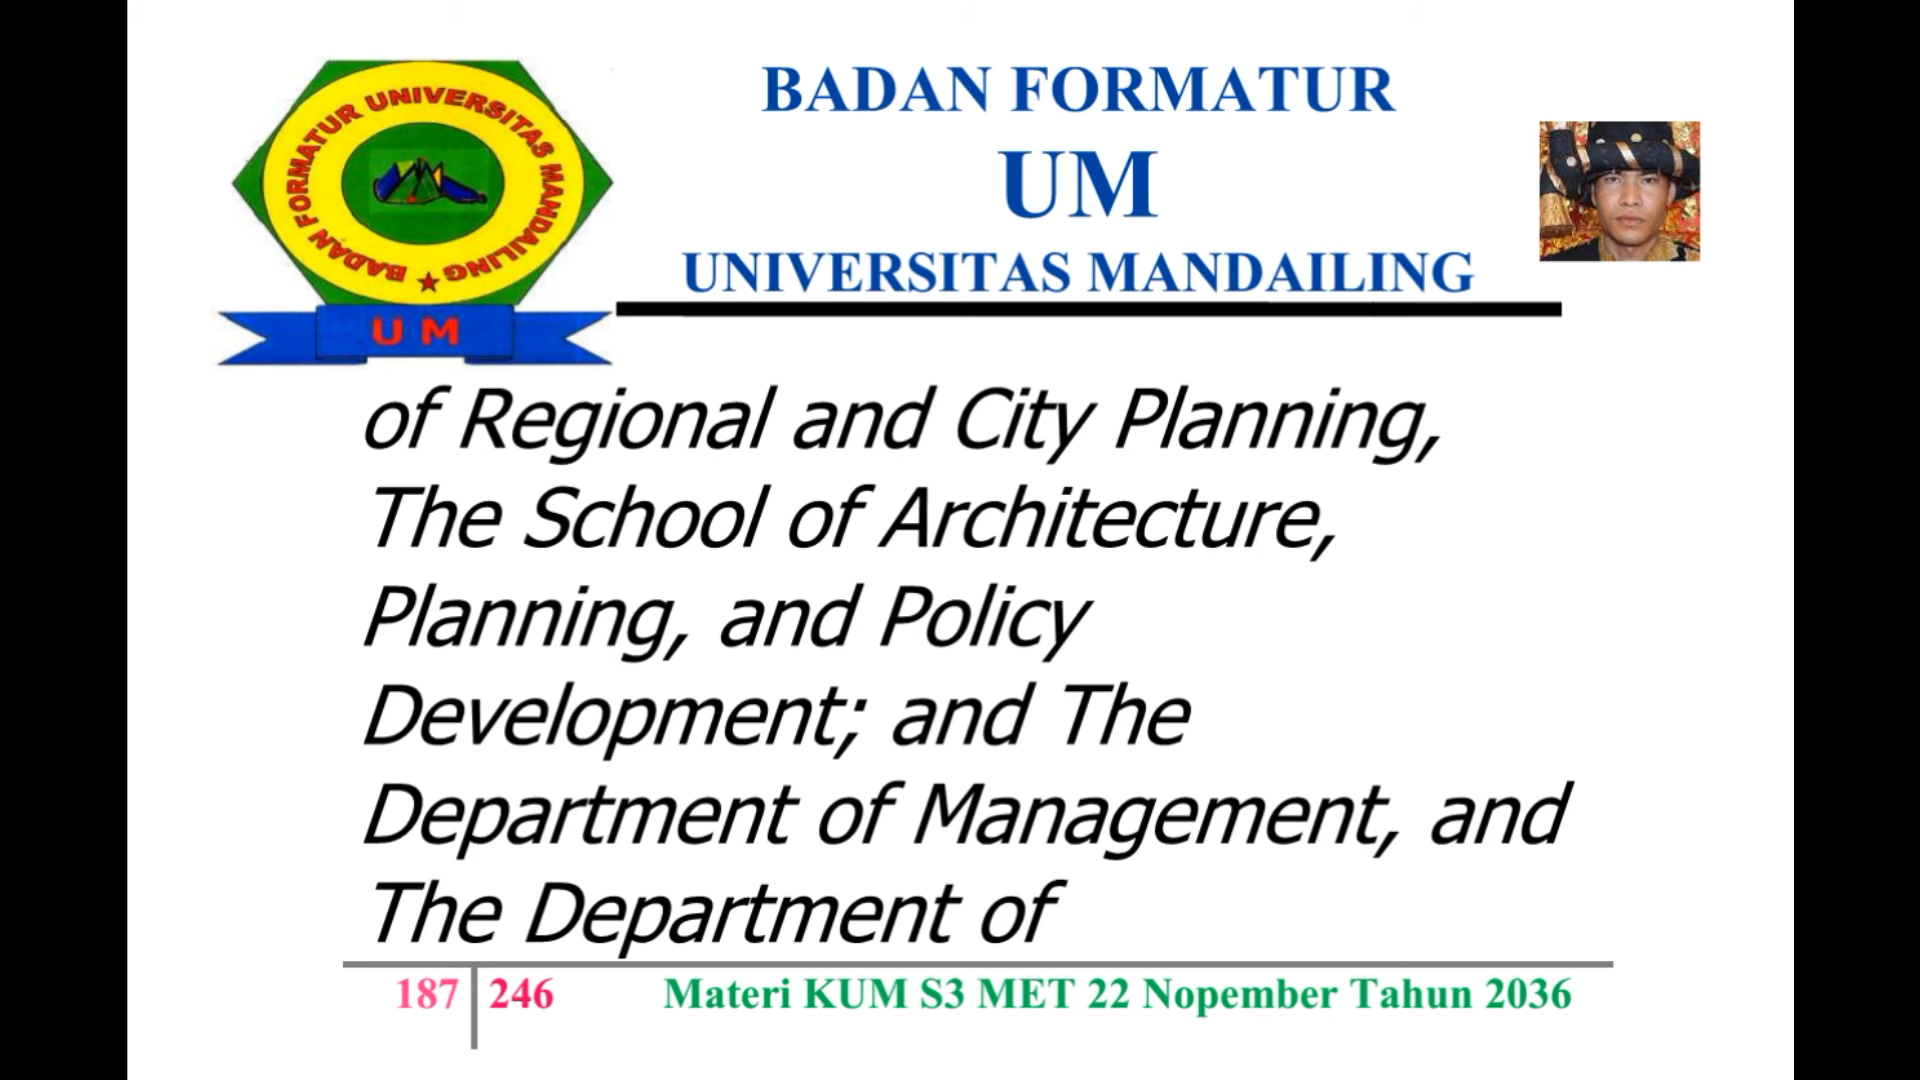 BADAN FORMATUR UNIVERSITAS MANDAILING
U M
BADAN FORMATUR
UM
UNIVERSITAS MANDAILING
of Regional and City Planning,
The School of Architecture,
Planning, and Policy
Development; and The
Department of Management, and
The Department of
187 246 Materi KUM S3 MET 22 Nopember Tahun 2036